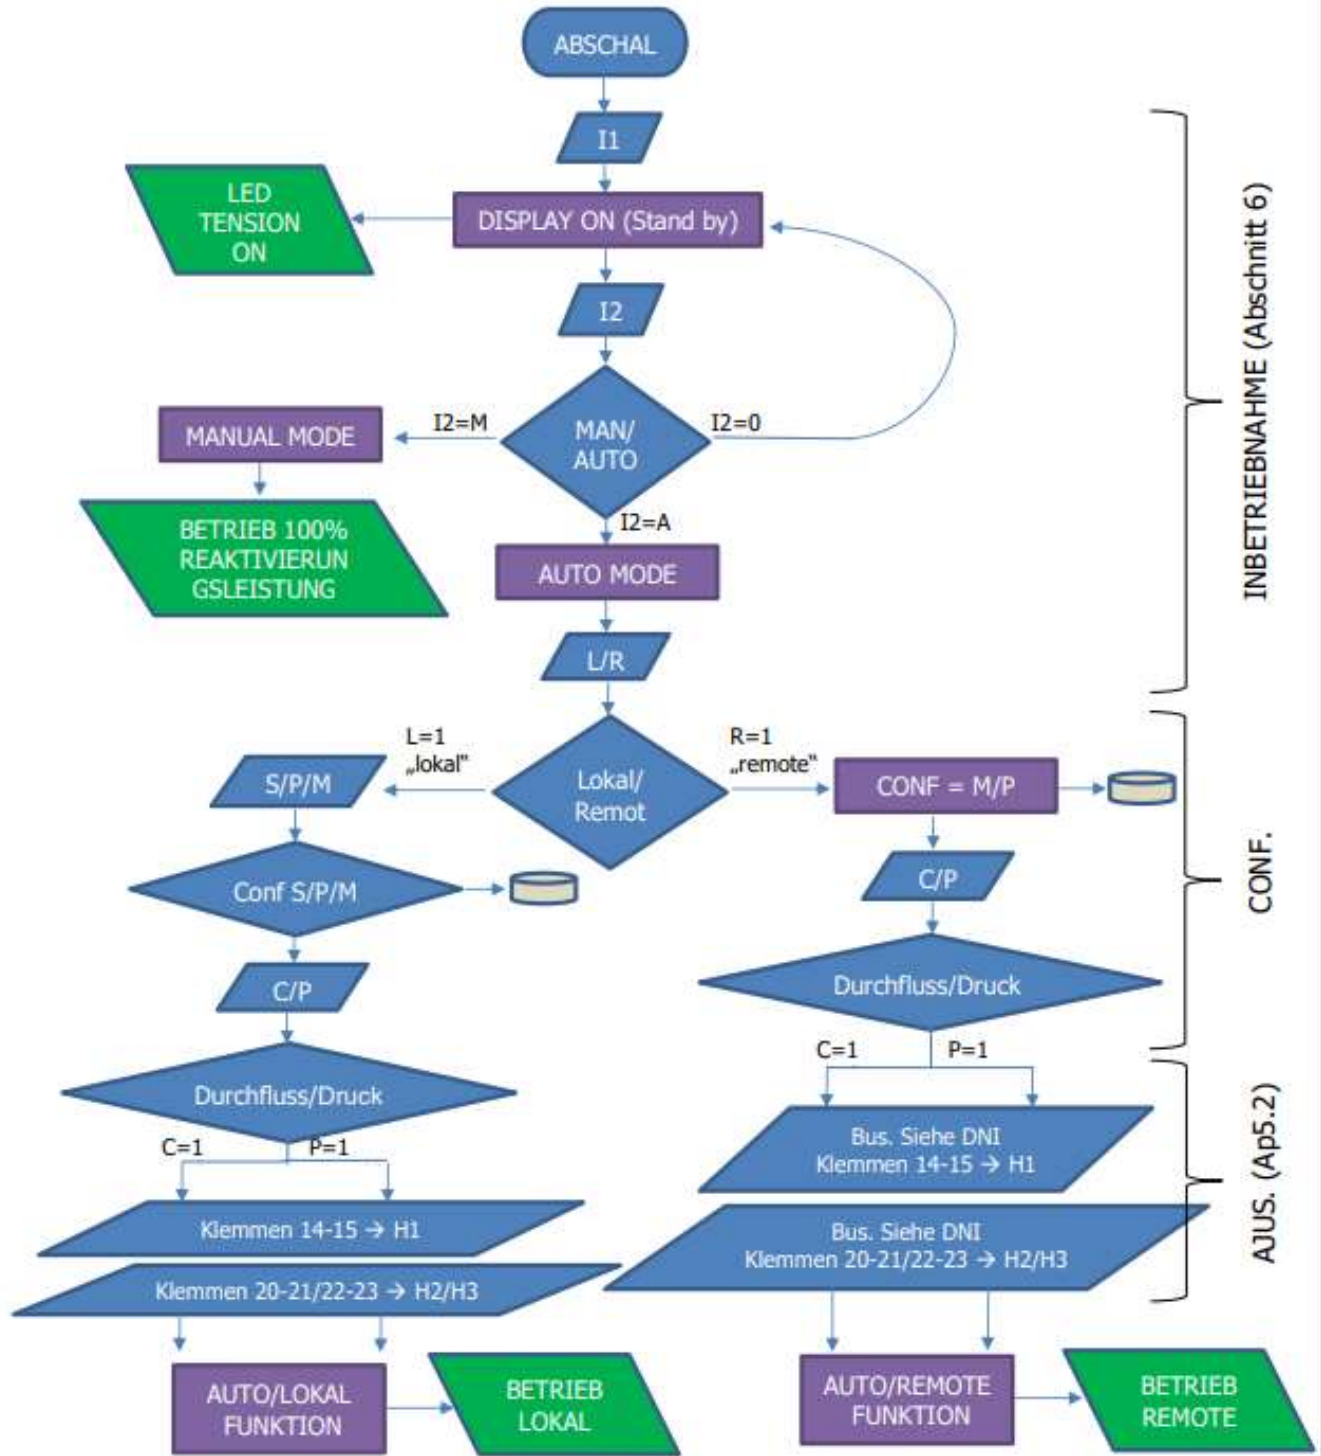 ABSCHAL
I1
LED
TENSION
ON
DISPLAY ON (Stand by)
I2
MANUAL MODE
I2=M
MAN/
AUTO
I2=0
BETRIEB 100%
REAKTIVIERUN
GSLEISTUNG
I2=A
AUTO MODE
L/R
INBETRIEBNAHME (Abschnitt 6)
S/P/M
L=1
„lokal"
Lokal/
Remot
R=1
„remote"
CONF = M/P
Conf S/P/M
C/P
C/P
Durchfluss/Druck
CONF.
Durchfluss/Druck
C=1
P=1
C=1
P=1
Klemmen 14-15 → H1
Klemmen 20-21/22-23 → H2/H3
Bus. Siehe DNI
Klemmen 14-15 → H1
Bus. Siehe DNI
Klemmen 20-21/22-23 → H2/H3
AJUS. (Ap5.2)
AUTO/LOKAL
FUNKTION
BETRIEB
LOKAL
AUTO/REMOTE
FUNKTION
BETRIEB
REMOTE